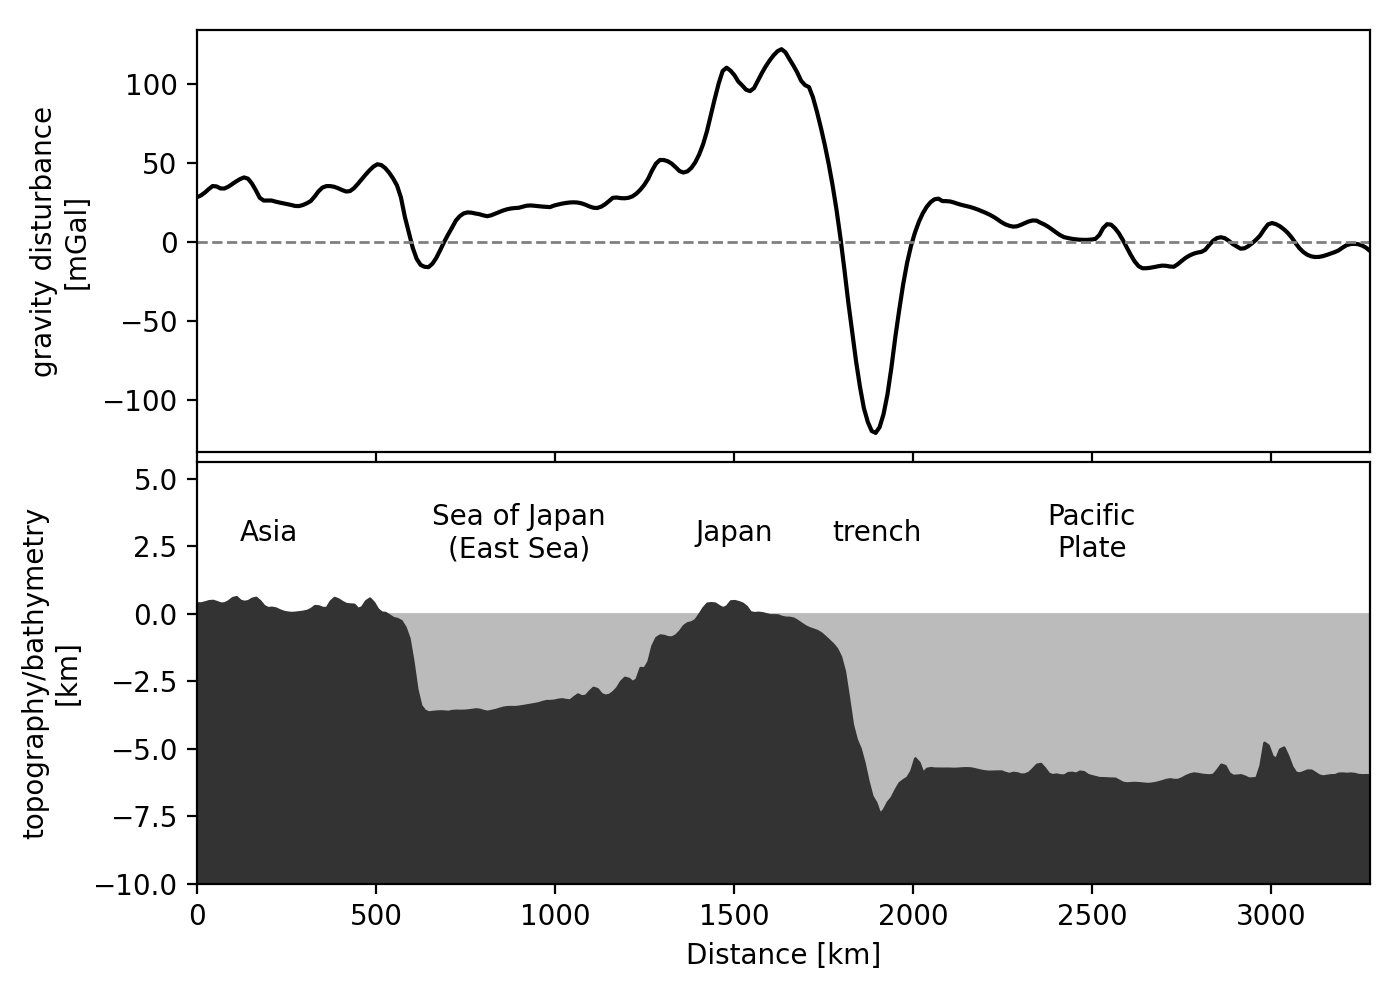 gravity disturbance
[mGal]
100
50
0
−50
−100
topography/bathymetry
[km]
5.0
2.5
0.0
−2.5
−5.0
−7.5
−10.0
Asia
Sea of Japan
(East Sea)
Japan
trench
Pacific
Plate
0
500
1000
1500
2000
2500
3000
Distance [km]